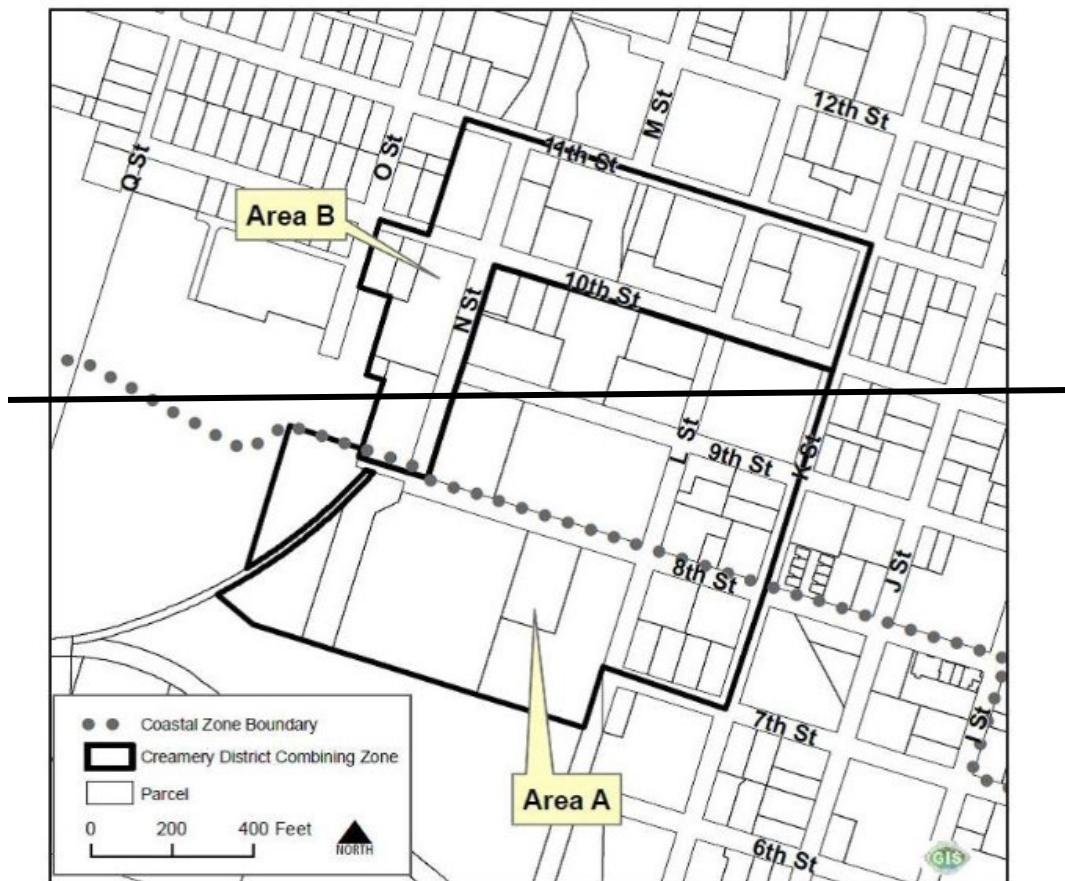 12th St
M St
11th St
O St
Q St
Area B
10th St
N St
L St
9th St
K St
8th St
J St
7th St
I St
6th St
Area A
Coastal Zone Boundary
Creamery District Combining Zone
Parcel
0 200 400 Feet
NORTH
GIS